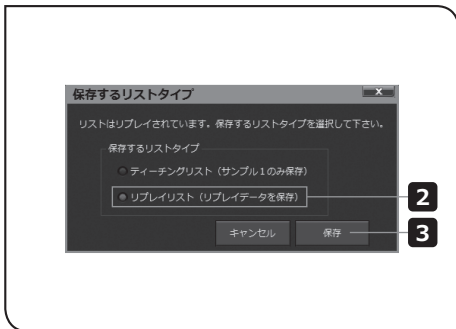 保存するリストタイプ
リストはリプレイされています。保存するリストタイプを選択して下さい。
保存するリストタイプ
ティーチングリスト（サンプル１のみ保存）
リプレイリスト（リプレイデータを保存） 2
キャンセル 保存 3